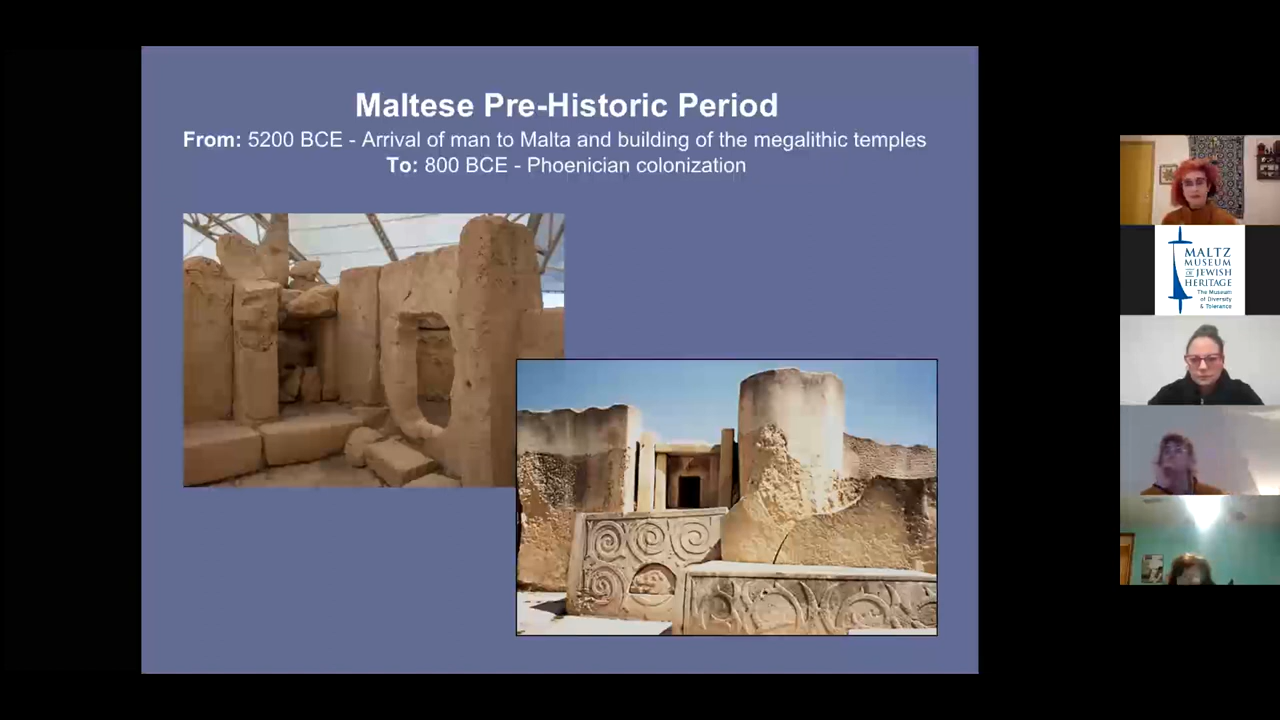 Maltese Pre-Historic Period
From: 5200 BCE - Arrival of man to Malta and building of the megalithic temples
To: 800 BCE - Phoenician colonization
MALTZ
MUSEUM
OF JEWISH
HERITAGE
The Museum
of Diversity
& Tolerance